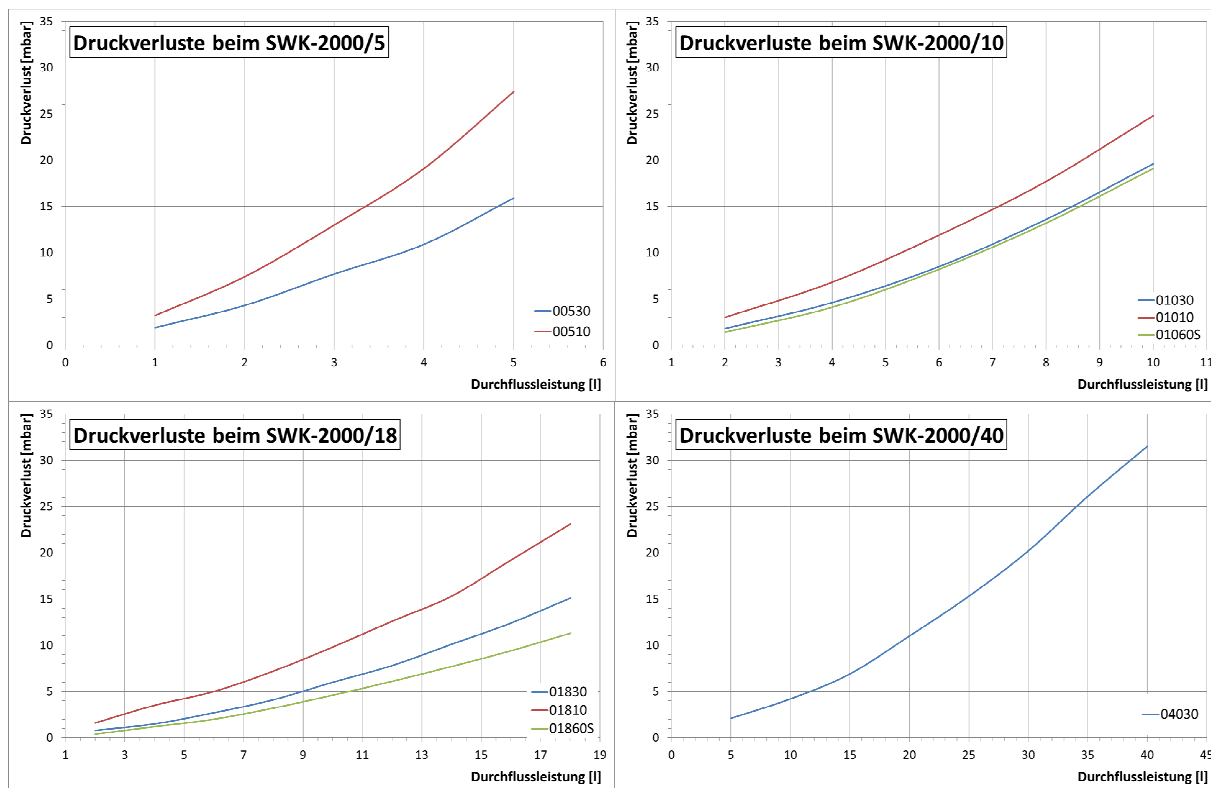 Druckverluste beim SWK-2000/5
Druckverlust [mbar]
35
30
25
20
15
10
5
0
0 1 2 3 4 5 6
Durchflussleistung [l]
00530
00510
Druckverluste beim SWK-2000/10
Druckverlust [mbar]
35
30
25
20
15
10
5
0
1 2 3 4 5 6 7 8 9 10 11
Durchflussleistung [l]
01030
01010
01060S
Druckverluste beim SWK-2000/18
Druckverlust [mbar]
35
30
25
20
15
10
5
0
1 3 5 7 9 11 13 15 17 19
Durchflussleistung [l]
01830
01810
01860S
Druckverluste beim SWK-2000/40
Druckverlust [mbar]
35
30
25
20
15
10
5
0
0 5 10 15 20 25 30 35 40 45
Durchflussleistung [l]
04030